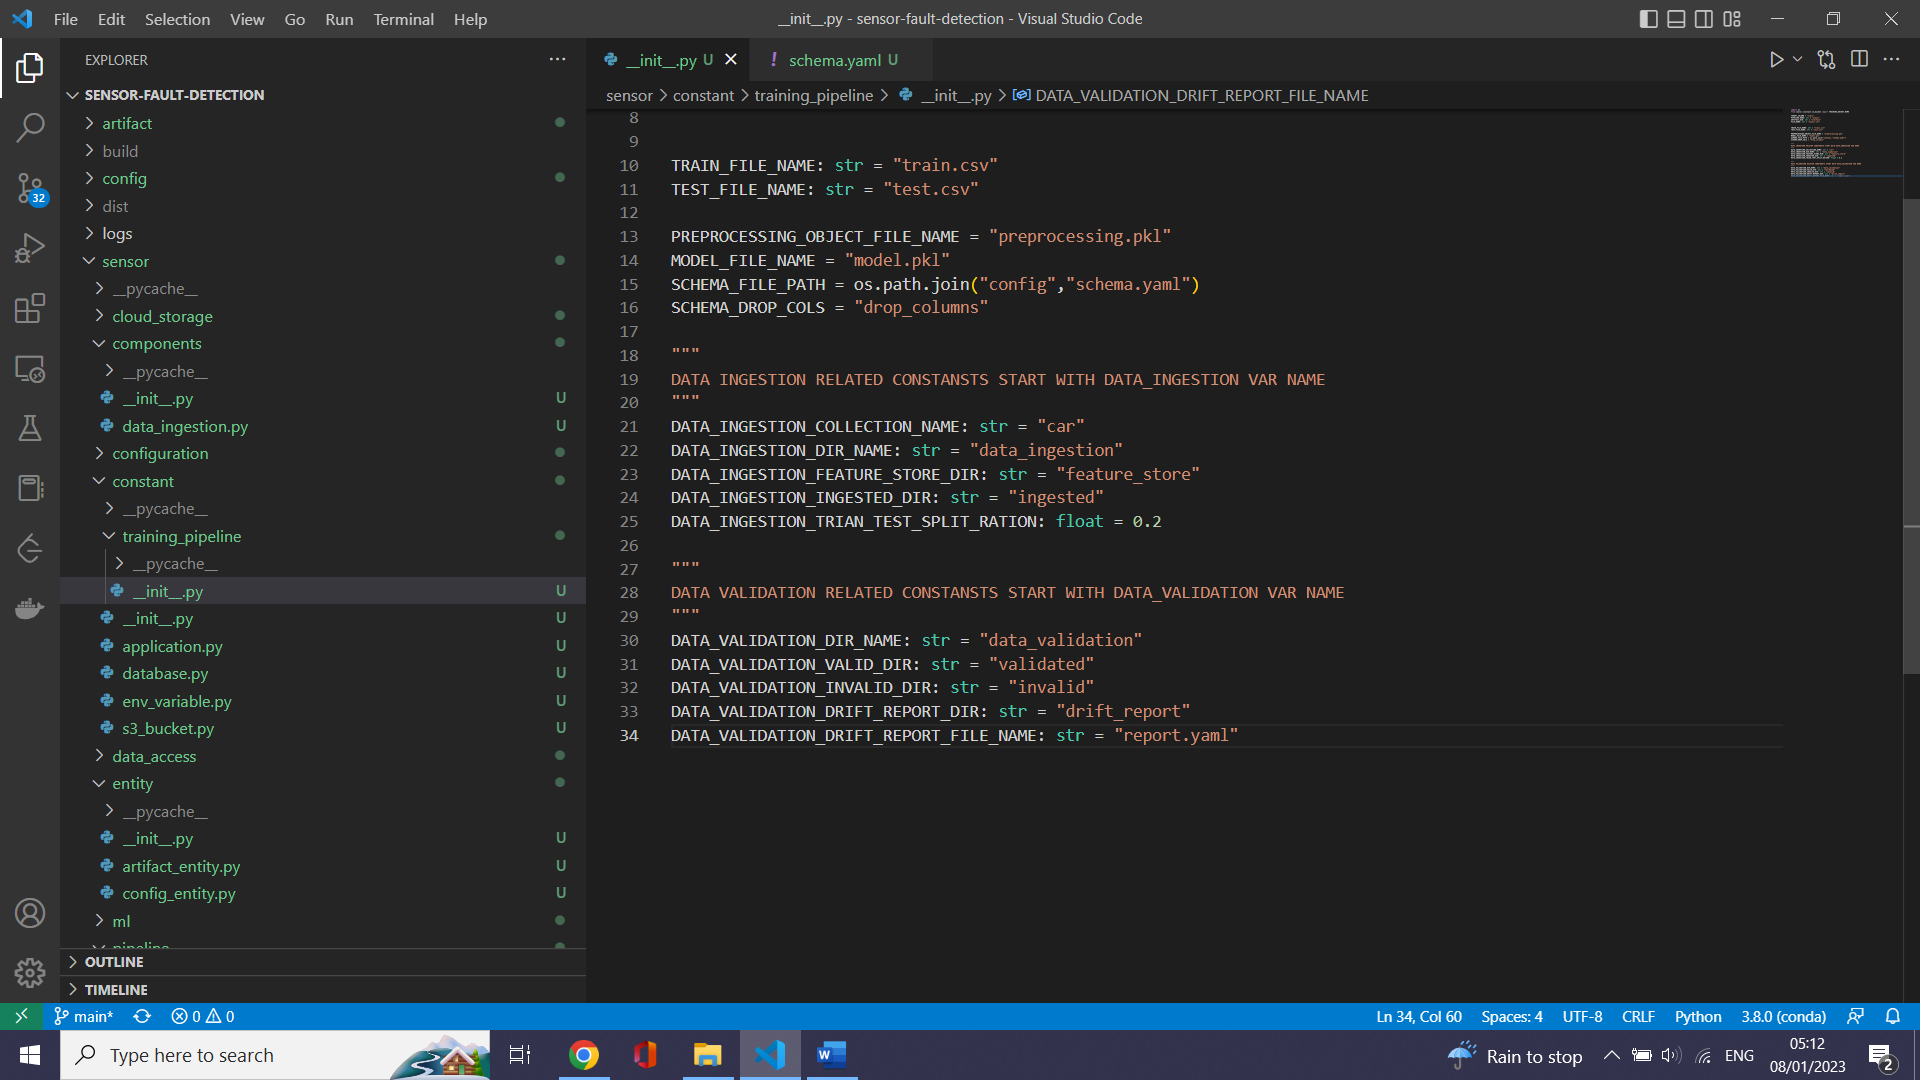 File Edit Selection View Go Run Terminal Help
__init__.py - sensor-fault-detection - Visual Studio Code
EXPLORER
SENSOR-FAULT-DETECTION
artifact
build
config
dist
logs
sensor
__pycache__
cloud_storage
components
__pycache__
__init__.py U
data_ingestion.py U
configuration
constant
__pycache__
training_pipeline
__pycache__
__init__.py U
__init__.py U
application.py U
database.py U
env_variable.py U
s3_bucket.py U
data_access
entity
__pycache__
__init__.py U
artifact_entity.py U
config_entity.py U
ml
pipeline
OUTLINE
TIMELINE
32
__init__.py U
schema.yaml U
sensor > constant > training_pipeline > __init__.py > DATA_VALIDATION_DRIFT_REPORT_FILE_NAME
8
9
10 TRAIN_FILE_NAME: str = "train.csv"
11 TEST_FILE_NAME: str = "test.csv"
12
13 PREPROCESSING_OBJECT_FILE_NAME = "preprocessing.pkl"
14 MODEL_FILE_NAME = "model.pkl"
15 SCHEMA_FILE_PATH = os.path.join("config","schema.yaml")
16 SCHEMA_DROP_COLS = "drop_columns"
17
18 """
19 DATA INGESTION RELATED CONSTANSTS START WITH DATA_INGESTION VAR NAME
20 """
21 DATA_INGESTION_COLLECTION_NAME: str = "car"
22 DATA_INGESTION_DIR_NAME: str = "data_ingestion"
23 DATA_INGESTION_FEATURE_STORE_DIR: str = "feature_store"
24 DATA_INGESTION_INGESTED_DIR: str = "ingested"
25 DATA_INGESTION_TRIAN_TEST_SPLIT_RATION: float = 0.2
26
27 """
28 DATA VALIDATION RELATED CONSTANSTS START WITH DATA_VALIDATION VAR NAME
29 """
30 DATA_VALIDATION_DIR_NAME: str = "data_validation"
31 DATA_VALIDATION_VALID_DIR: str = "validated"
32 DATA_VALIDATION_INVALID_DIR: str = "invalid"
33 DATA_VALIDATION_DRIFT_REPORT_DIR: str = "drift_report"
34 DATA_VALIDATION_DRIFT_REPORT_FILE_NAME: str = "report.yaml"
main* 0 0
Ln 34, Col 60 Spaces: 4 UTF-8 CRLF Python 3.8.0 (conda)
Type here to search
Rain to stop
ENG
05:12
08/01/2023
2